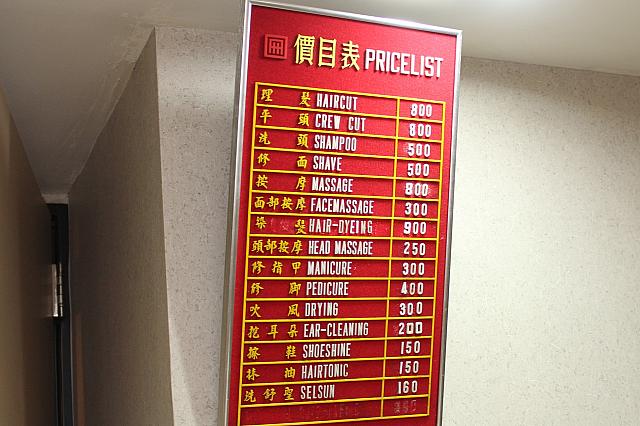 價目表 PRICELIST
理髮 HAIRCUT 800
平頭 CREW CUT 800
洗頭 SHAMPOO 500
修面 SHAVE 500
按摩 MASSAGE 800
面部按摩 FACEMASSAGE 300
染髮 HAIR-DYEING 900
頭部按摩 HEAD MASSAGE 250
修指甲 MANICURE 300
修腳 PEDICURE 400
吹風 DRYING 300
挖耳朵 EAR-CLEANING 200
擦鞋 SHOESHINE 150
抹油 HAIRTONIC 150
洗舒聖 SELSUN 160